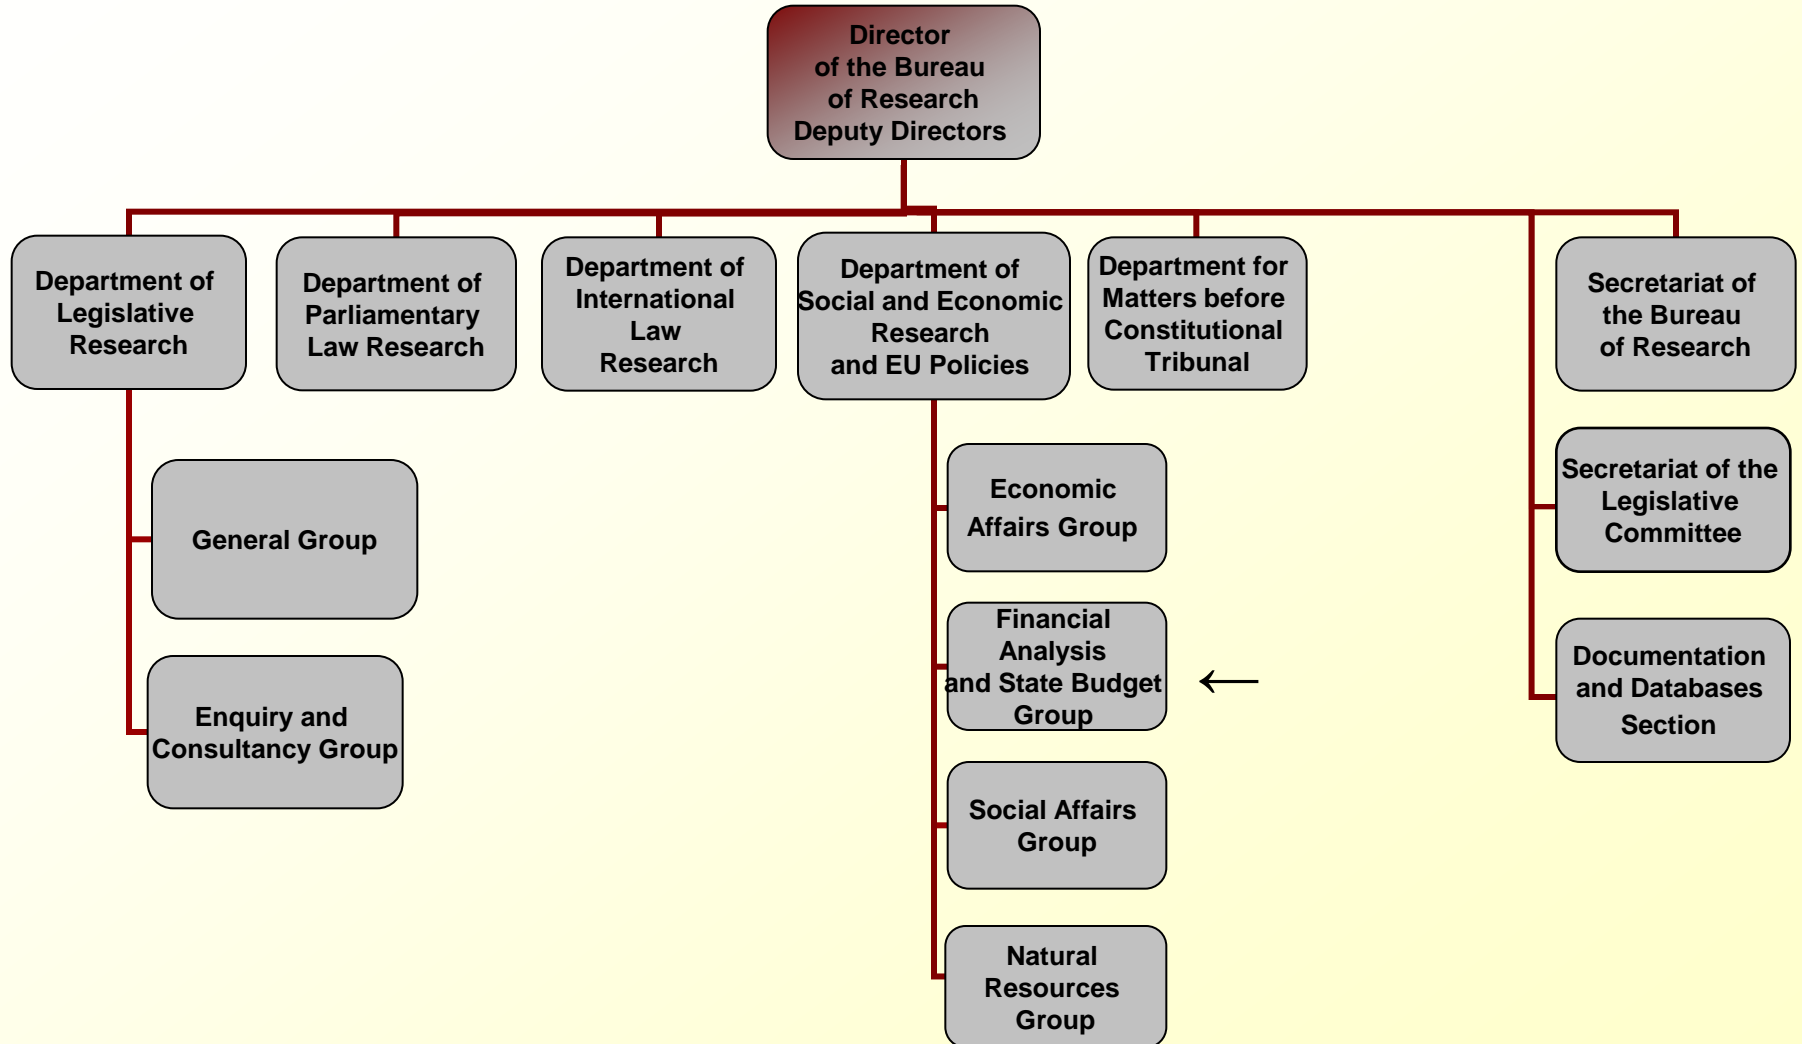 Director
of the Bureau
of Research
Deputy Directors
Department of
Legislative
Research
Department of
Parliamentary
Law Research
Department of
International
Law
Research
Department of
Social and Economic
Research
and EU Policies
Department for
Matters before
Constitutional
Tribunal
Secretariat of
the Bureau
of Research
General Group
Enquiry and
Consultancy Group
Economic
Affairs Group
Financial
Analysis
and State Budget
Group
←
Social Affairs
Group
Natural
Resources
Group
Secretariat of the
Legislative
Committee
Documentation
and Databases
Section